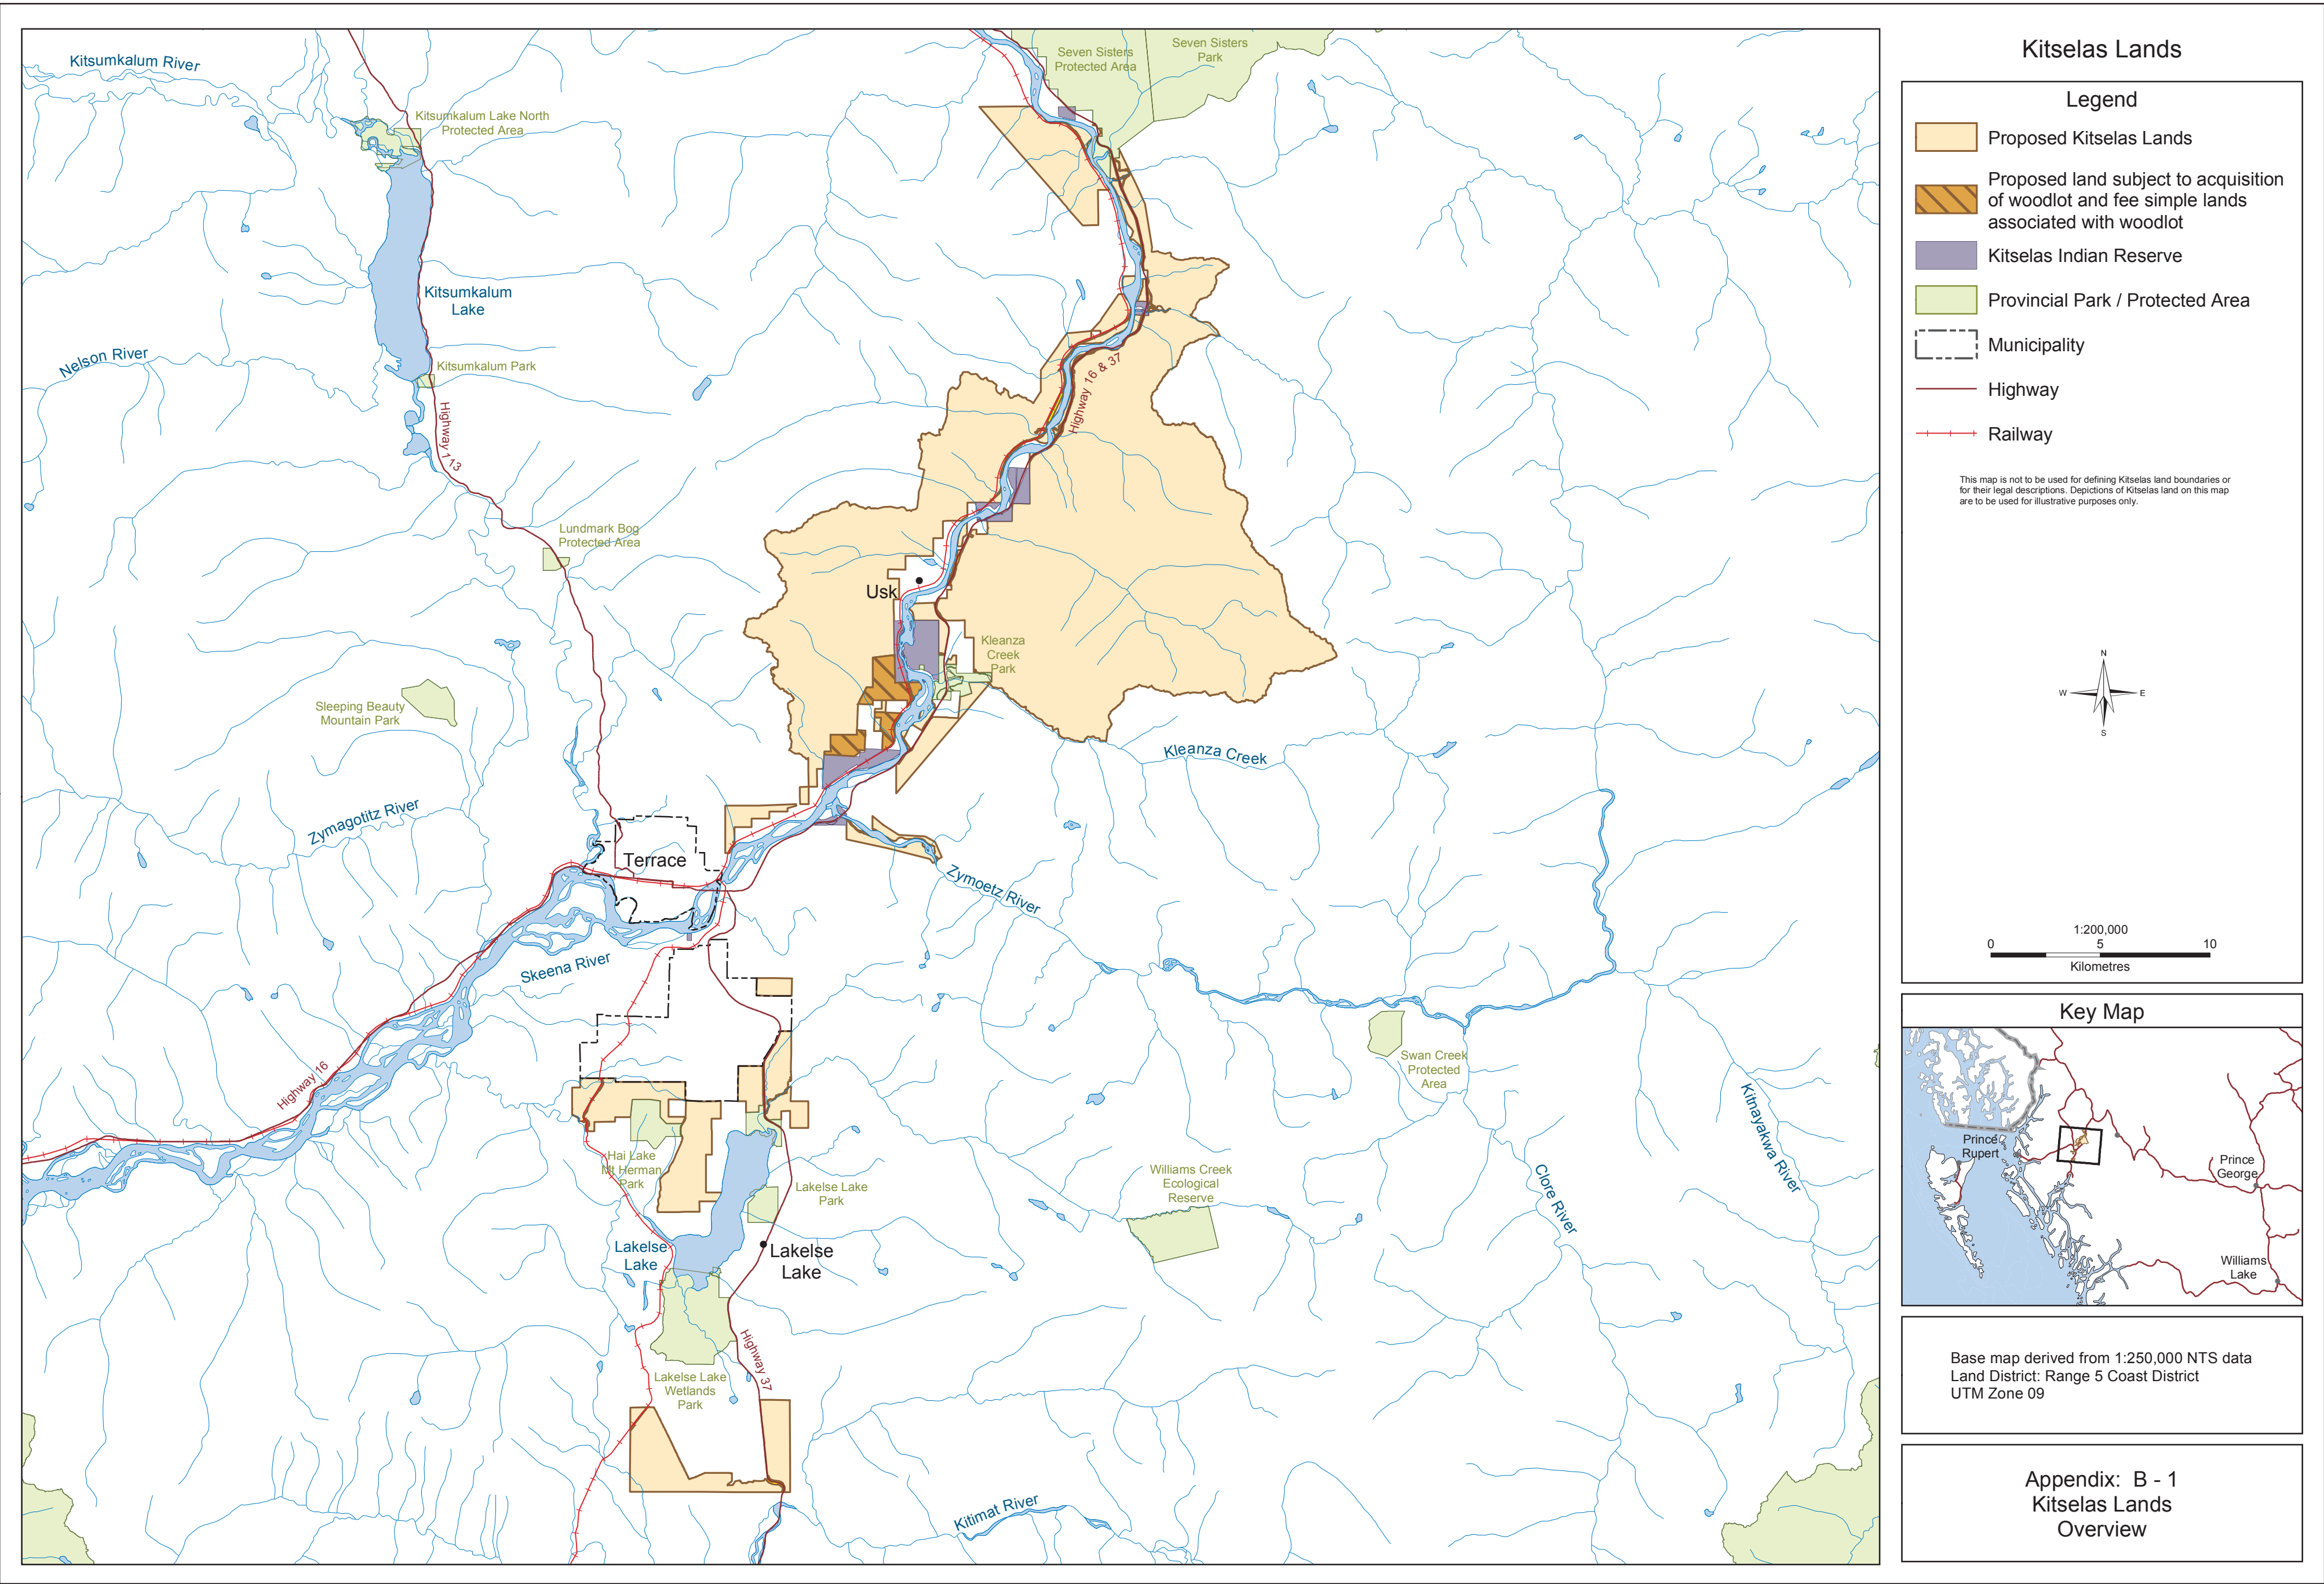 Kitsumkalum River
Seven Sisters
Protected Area
Seven Sisters
Park
Kitsumkalum Lake North
Protected Area
Kitsumkalum
Lake
Nelson River
Kitsumkalum Park
Highway 113
Highway 16 & 37
Lundmark Bog
Protected Area
Usk
Kleanza
Creek
Park
Sleeping Beauty
Mountain Park
Kleanza Creek
Zymagotitz River
Terrace
Zymoetz River
Skeena River
Swan Creek
Protected
Area
Highway 16
Kitnayakwa River
Hai Lake
Mt Herman
Park
Williams Creek
Ecological
Reserve
Clore River
Lakelse Lake
Park
Lakelse
Lake
Lakelse
Lake
Highway 37
Lakelse Lake
Wetlands
Park
Kitimat River
Kitselas Lands
Legend
Proposed Kitselas Lands
Proposed land subject to acquisition
of woodlot and fee simple lands
associated with woodlot
Kitselas Indian Reserve
Provincial Park / Protected Area
Municipality
Highway
Railway
This map is not to be used for defining Kitselas land boundaries or
for their legal descriptions. Depictions of Kitselas land on this map
are to be used for illustrative purposes only.
N
W E
S
1:200,000
0 5 10
Kilometres
Key Map
Prince
Rupert
Prince
George
Williams
Lake
Base map derived from 1:250,000 NTS data
Land District: Range 5 Coast District
UTM Zone 09
Appendix: B - 1
Kitselas Lands
Overview